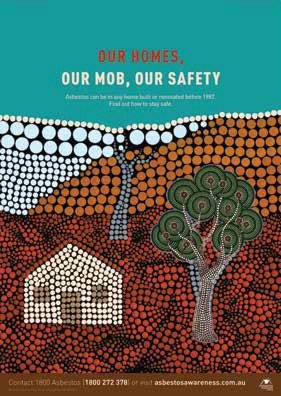 OUR HOMES,
OUR MOB, OUR SAFETY
Asbestos can be in any home built or renovated before 1987.
Find out how to stay safe.
Contact 1800 Asbestos (1800 272 378) or visit asbestosawareness.com.au